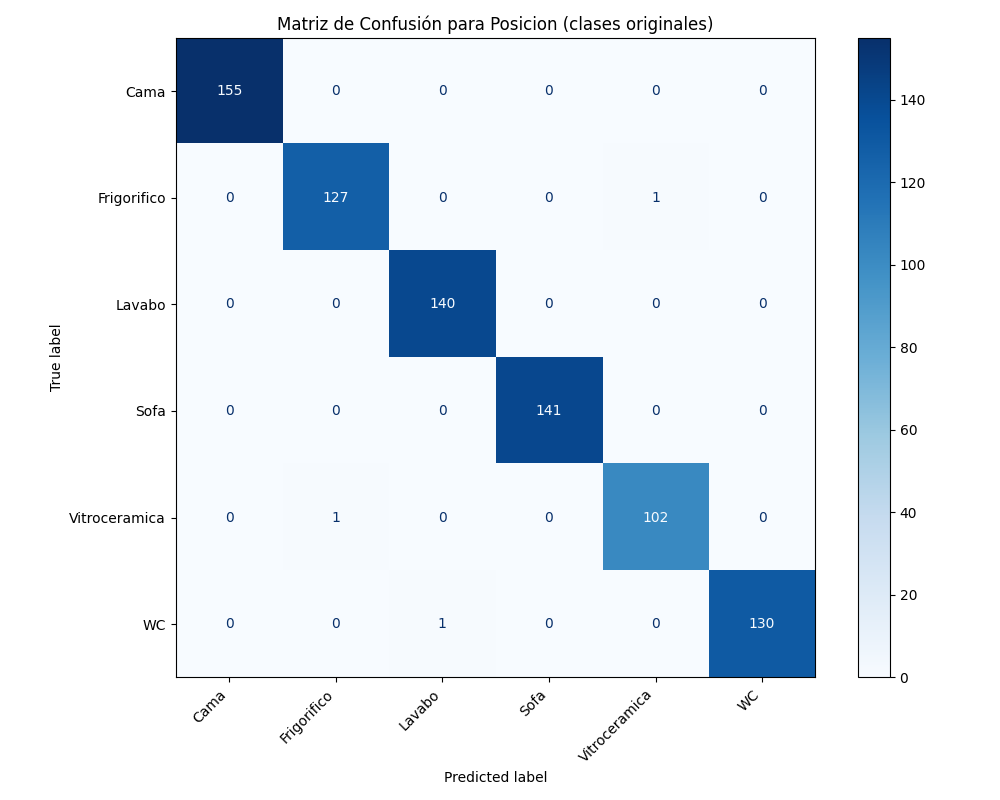 Matriz de Confusión para Posicion (clases originales)
Cama 155 0 0 0 0 0
Frigorifico 0 127 0 0 1 0
Lavabo 0 0 140 0 0 0
Sofa 0 0 0 141 0 0
Vitroceramica 0 1 0 0 102 0
WC 0 0 1 0 0 130
True label
Cama Frigorifico Lavabo Sofa Vitroceramica WC
Predicted label
140
120
100
80
60
40
20
0